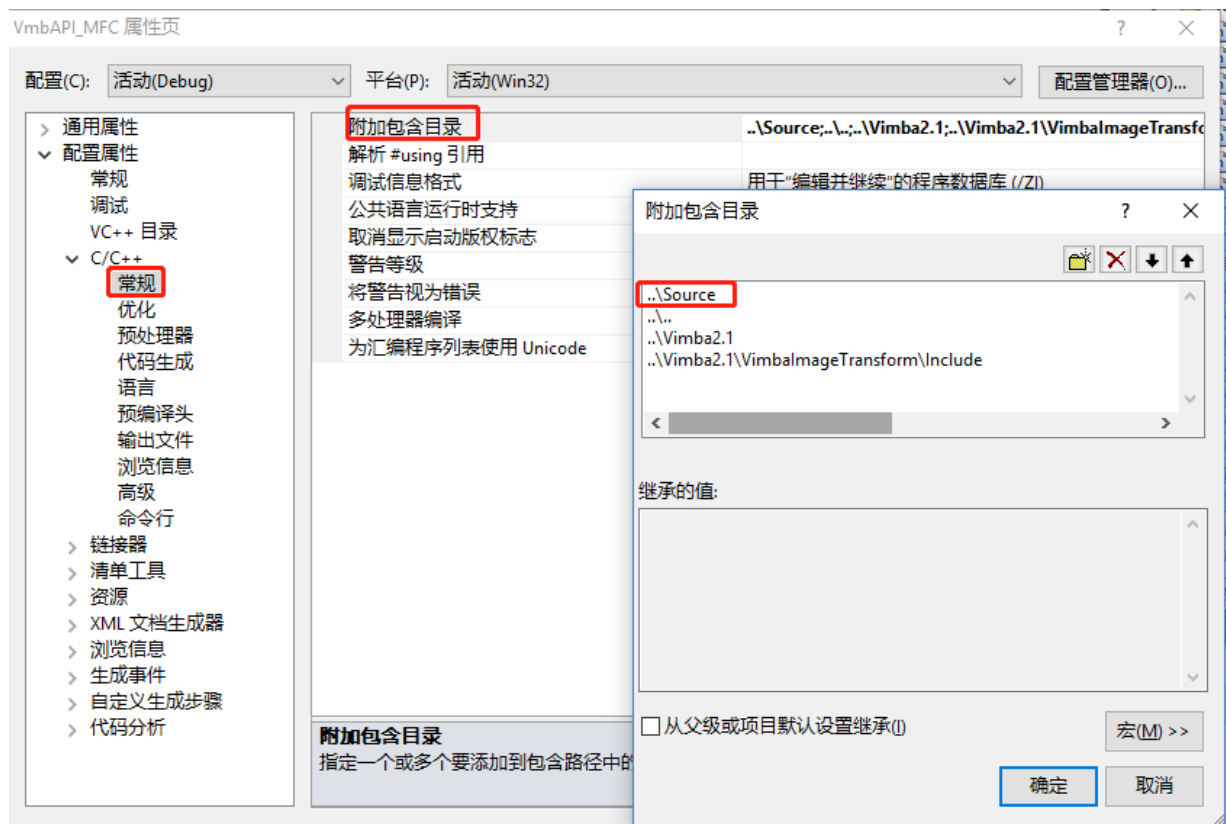 VmbAPI_MFC 属性页
配置(C): 活动(Debug) 平台(P): 活动(Win32) 配置管理器(O)...
通用属性
配置属性
常规
调试
VC++ 目录
C/C++
常规
优化
预处理器
代码生成
语言
预编译头
输出文件
浏览信息
高级
命令行
链接器
清单工具
资源
XML 文档生成器
浏览信息
生成事件
自定义生成步骤
代码分析
附加包含目录 ..\Source;..\..;..\Vimba2.1;..\Vimba2.1\VimbaImageTransfo
解析 #using 引用
调试信息格式 用于“编辑并继续”的程序数据库 (/ZI)
公共语言运行时支持
取消显示启动版权标志
警告等级
将警告视为错误
多处理器编译
为汇编程序列表使用 Unicode
附加包含目录
指定一个或多个要添加到包含路径中的
附加包含目录
..\Source
..\..
..\Vimba2.1
..\Vimba2.1\VimbaImageTransform\Include
继承的值:
从父级或项目默认设置继承(I)
宏(M) >>
确定 取消